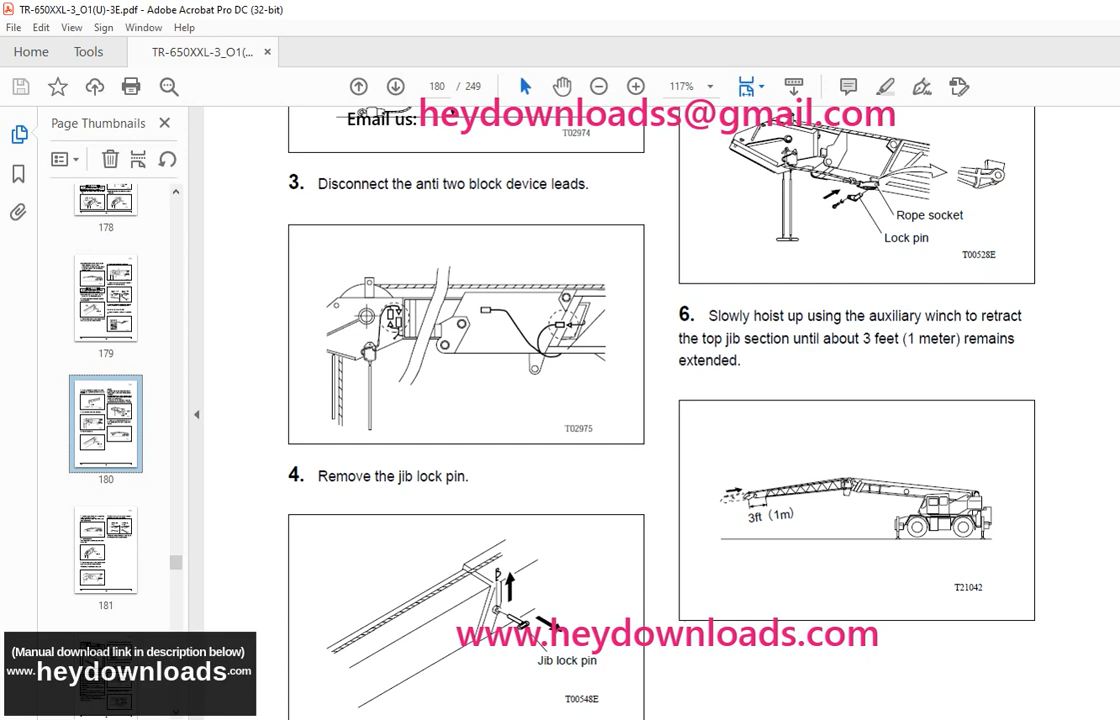 TR-650XXL-3_O1(U)-3E.pdf - Adobe Acrobat Pro DC (32-bit)
File Edit View Sign Window Help
Home Tools TR-650XXL-3_O1(... ×
180 / 249 117%
Page Thumbnails
178
179
180
181
Email us: heydownloadss@gmail.com
T02974
3. Disconnect the anti two block device leads.
T02975
4. Remove the jib lock pin.
Jib lock pin
T00548E
Rope socket
Lock pin
T00528E
6. Slowly hoist up using the auxiliary winch to retract
the top jib section until about 3 feet (1 meter) remains
extended.
3ft (1m)
T21042
www.heydownloads.com
(Manual download link in description below)
www.heydownloads.com